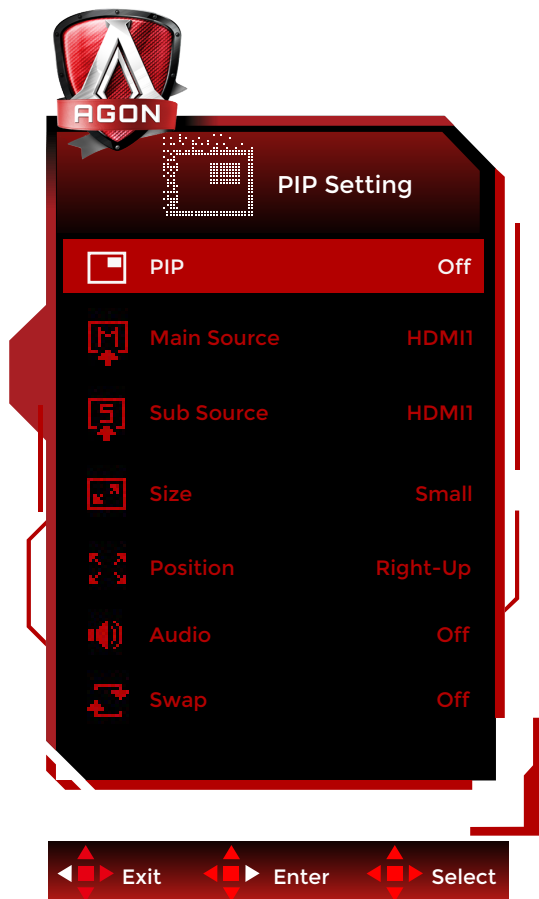 AGON
PIP Setting
PIP Off
Main Source HDMI1
Sub Source HDMI1
Size Small
Position Right-Up
Audio Off
Swap Off
Exit Enter Select